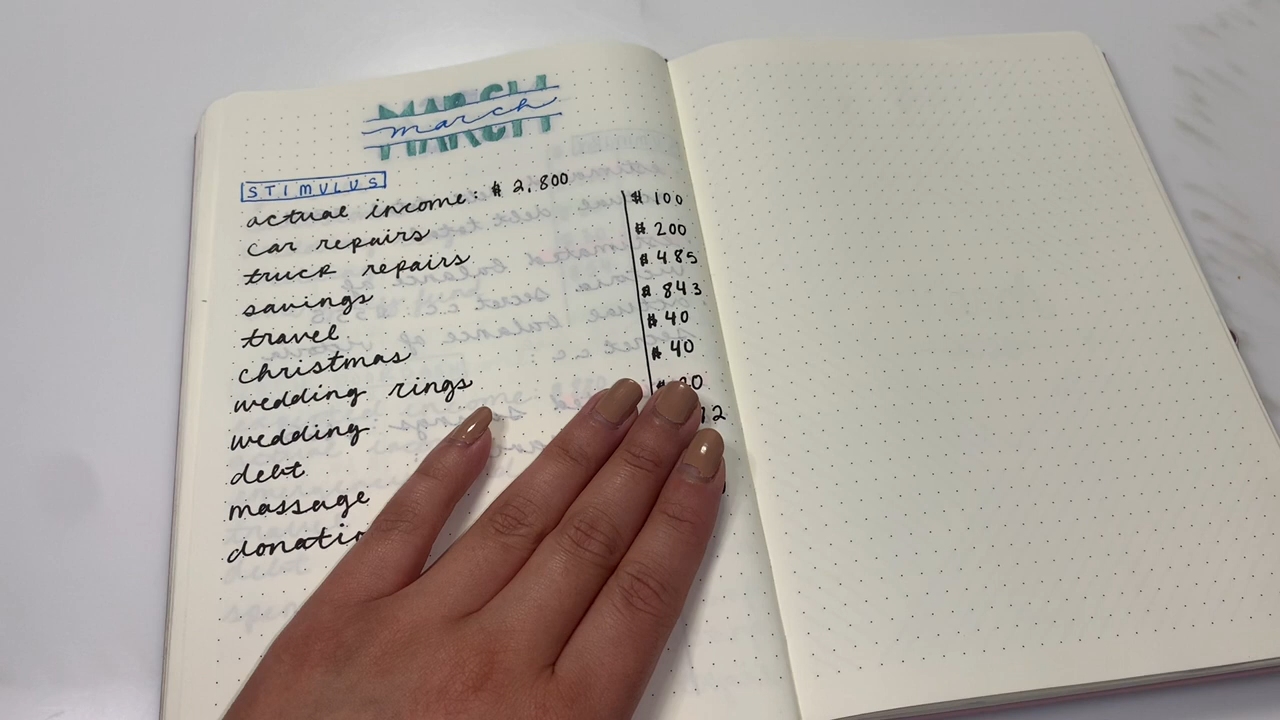 MARCH
march
STIMULUS
actual income: $2,800
car repairs $100
truck repairs $200
savings $485
travel $843
christmas $40
wedding rings $40
wedding
debt
massage